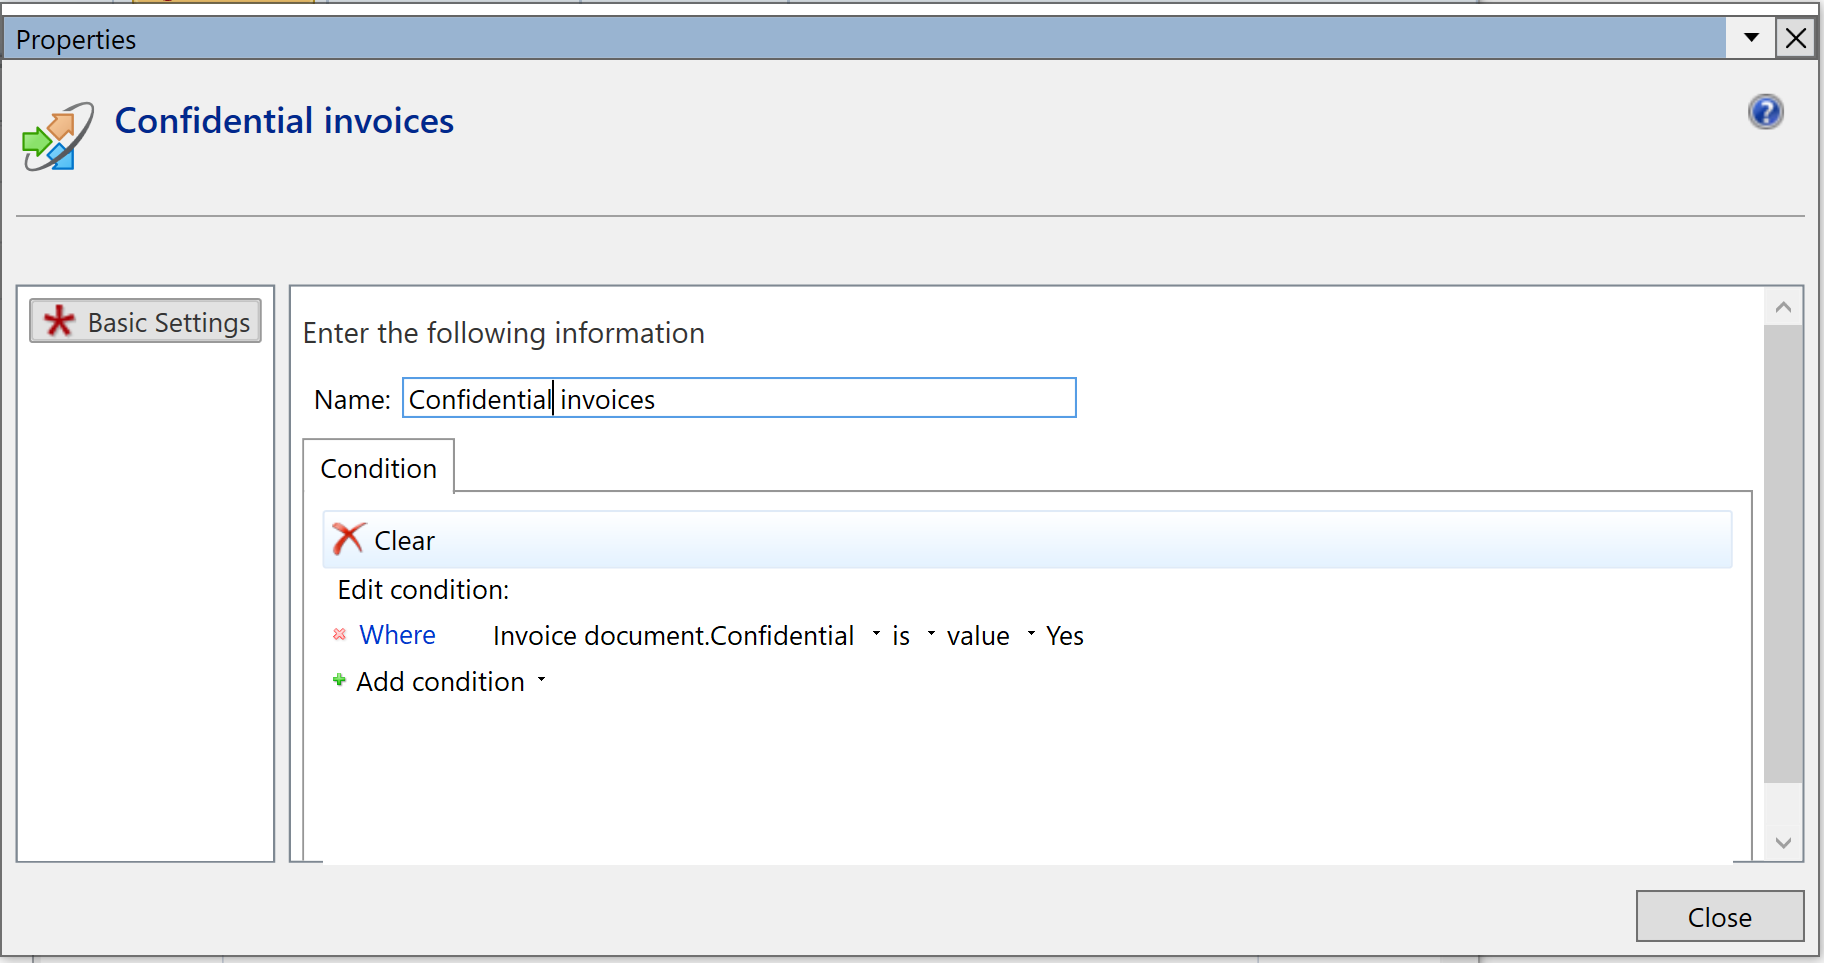 Properties
Confidential invoices
Basic Settings
Enter the following information
Name: Confidential invoices
Condition
Clear
Edit condition:
Where Invoice document.Confidential is value Yes
Add condition
Close